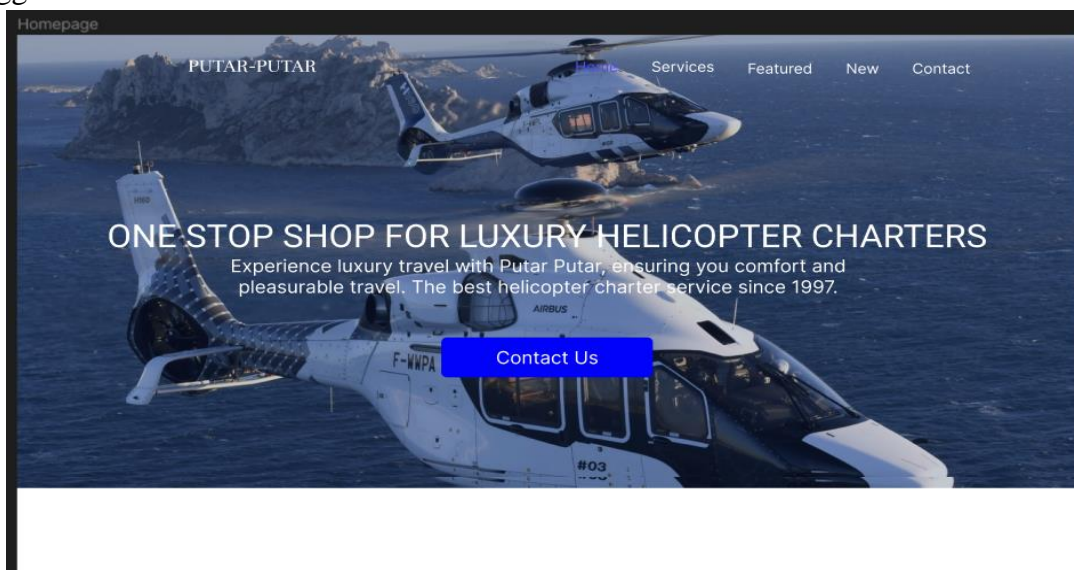 Homepage
PUTAR-PUTAR
Home Services Featured New Contact
H160
ONE STOP SHOP FOR LUXURY HELICOPTER CHARTERS
Experience luxury travel with Putar Putar, ensuring you comfort and
pleasurable travel. The best helicopter charter service since 1997.
AIRBUS
F-WWPA
Contact Us
#03